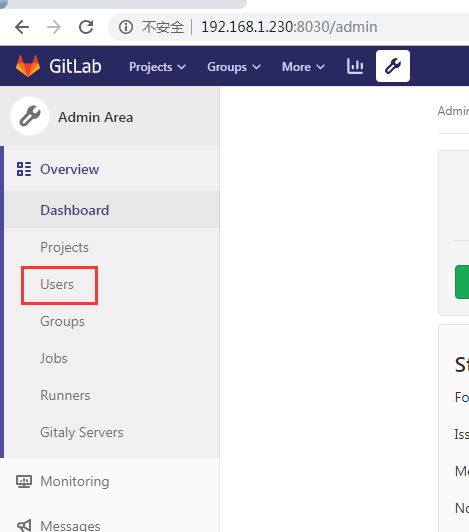 不安全 192.168.1.230:8030/admin
GitLab Projects Groups More
Admin Area
Admin
Overview
Dashboard
Projects
Users
Groups
Jobs
Runners
Gitaly Servers
Monitoring
Messages